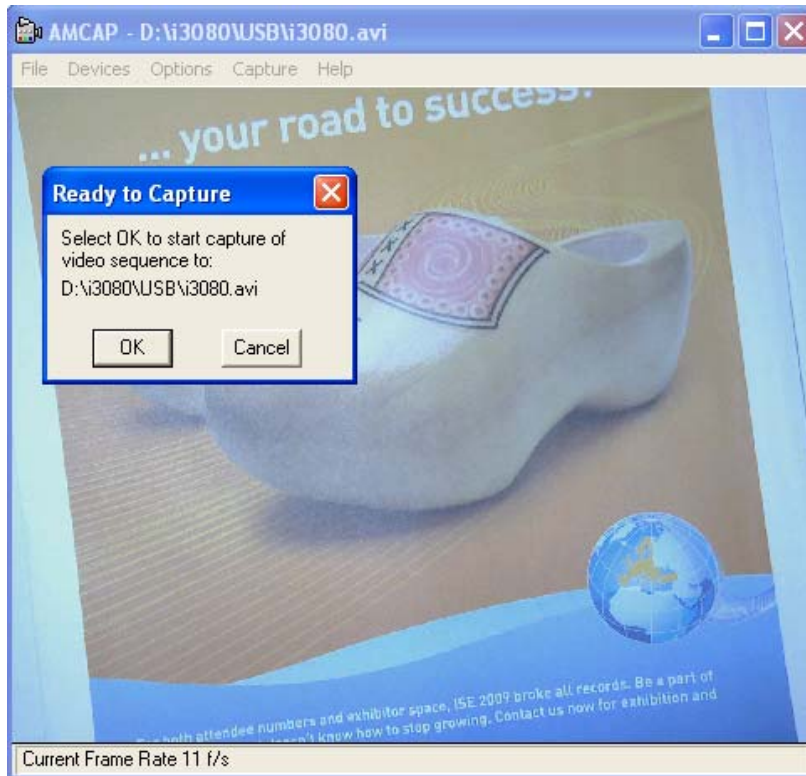 AMCAP - D:\i3080\USB\i3080.avi
File Devices Options Capture Help
... your road to success.
Ready to Capture
Select OK to start capture of
video sequence to:
D:\i3080\USB\i3080.avi
OK Cancel
both attendee numbers and exhibitor space, ISE 2009 broke all records. Be a part of
know how to stop growing. Contact us now for exhibition and
Current Frame Rate 11 f/s